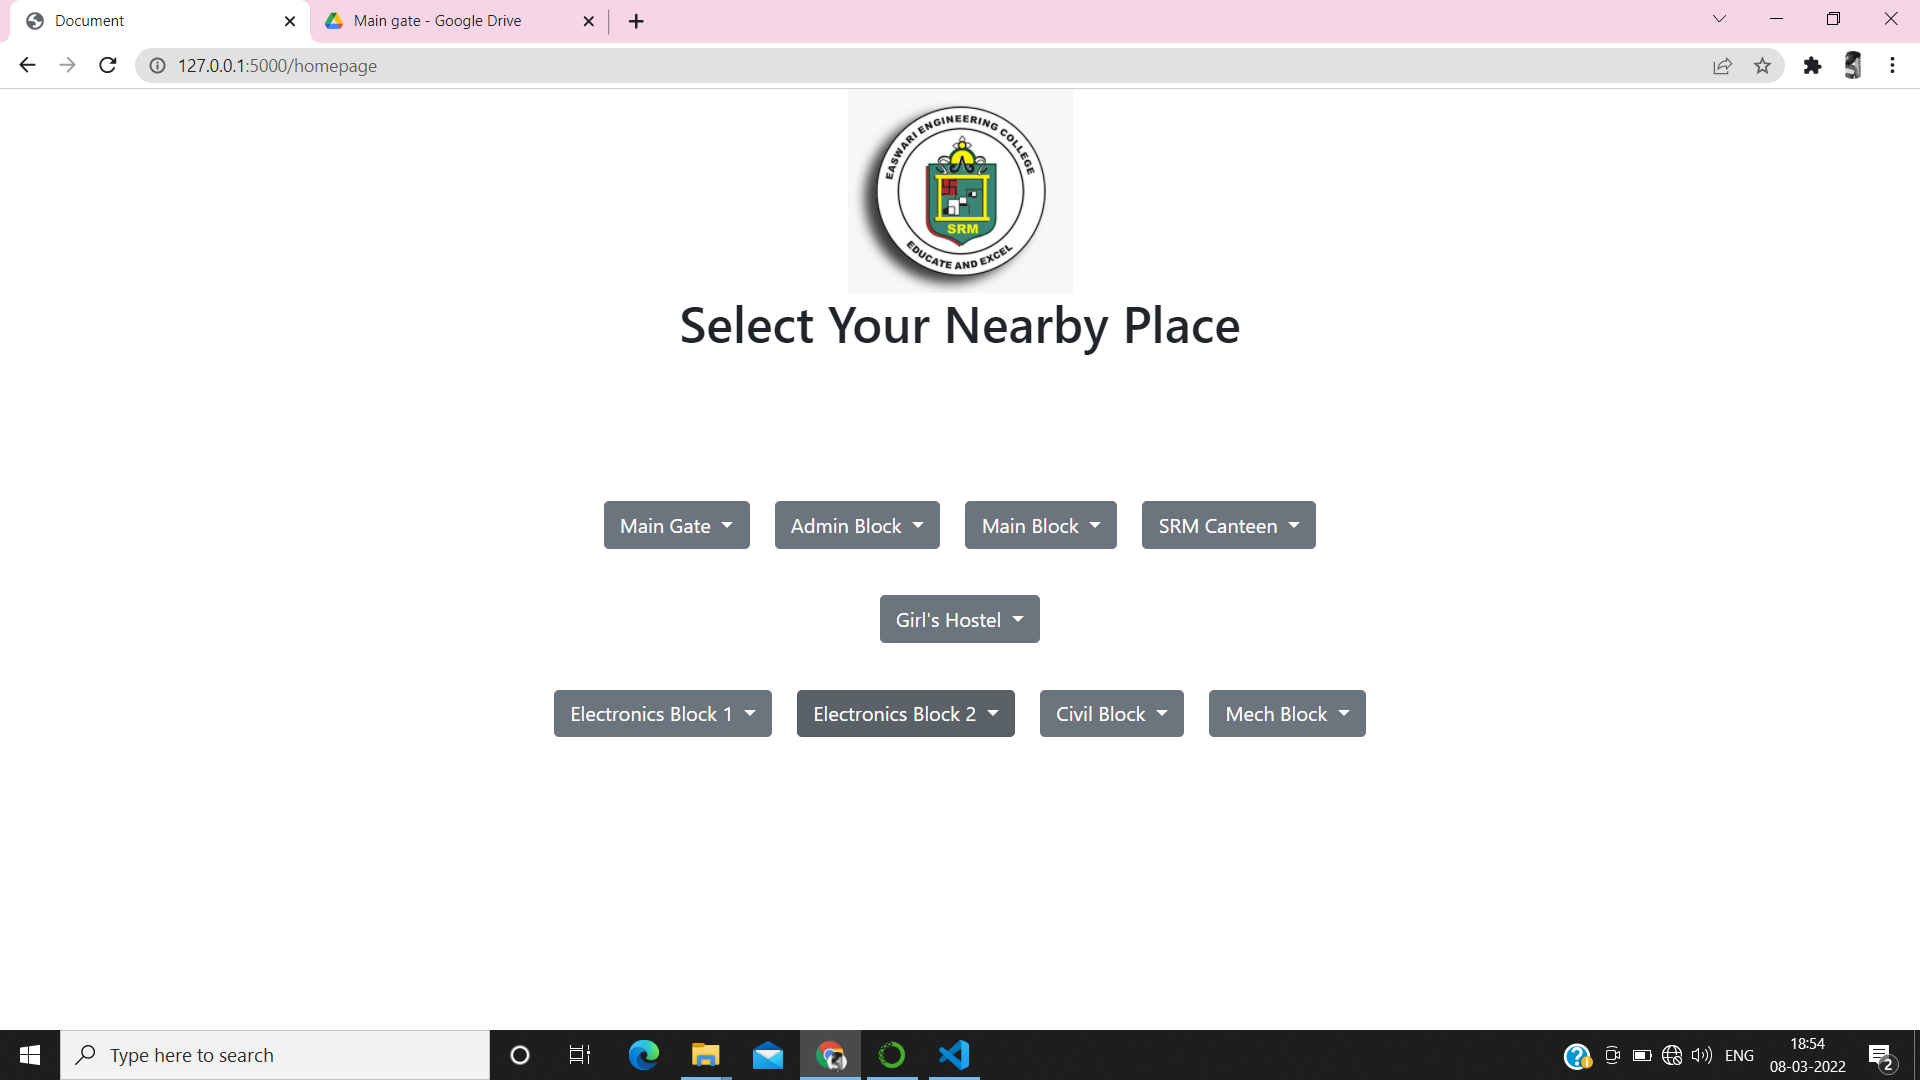 Document
Main gate - Google Drive
127.0.0.1:5000/homepage
EASWARI ENGINEERING COLLEGE
SRM
EDUCATE AND EXCEL
Select Your Nearby Place
Main Gate
Admin Block
Main Block
SRM Canteen
Girl's Hostel
Electronics Block 1
Electronics Block 2
Civil Block
Mech Block
Type here to search
ENG
18:54
08-03-2022
2